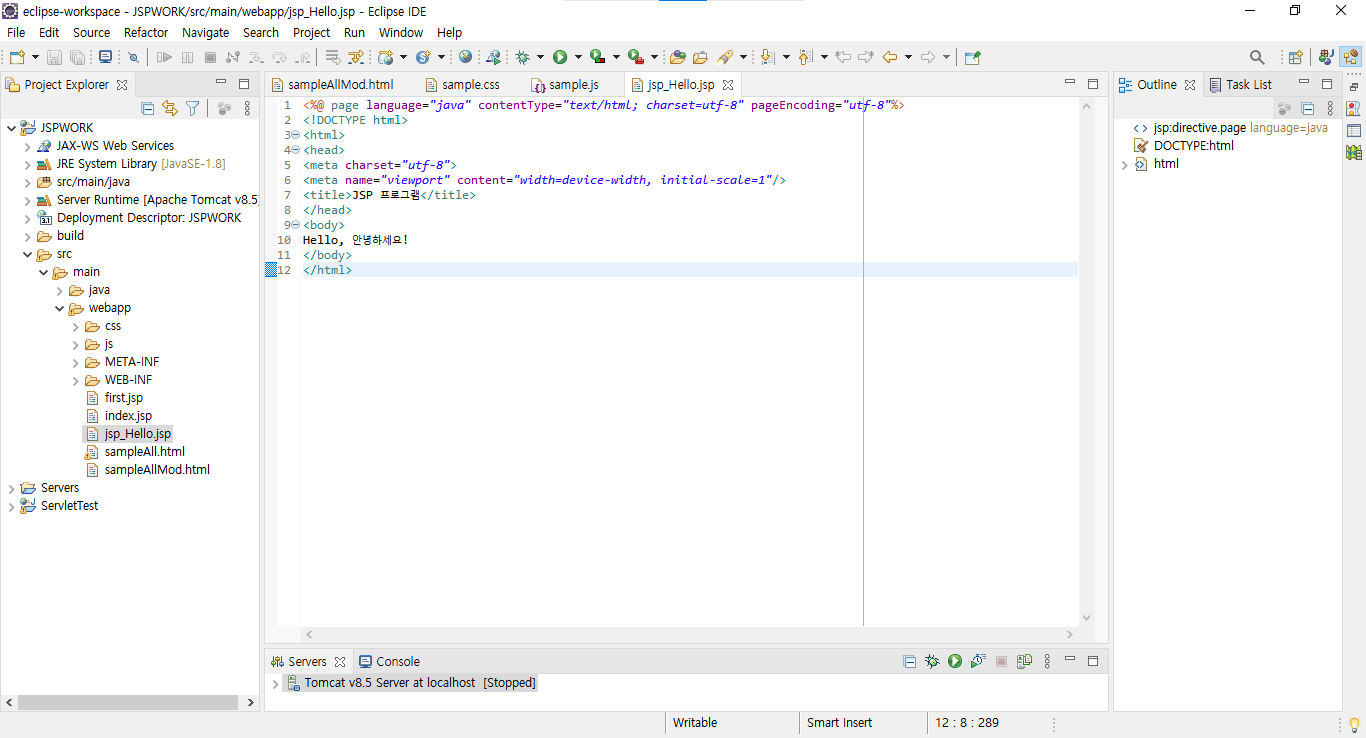 eclipse-workspace - JSPWORK/src/main/webapp/jsp_Hello.jsp - Eclipse IDE
File Edit Source Refactor Navigate Search Project Run Window Help
Project Explorer
JSPWORK
JAX-WS Web Services
JRE System Library [JavaSE-1.8]
src/main/java
Server Runtime [Apache Tomcat v8.5]
Deployment Descriptor: JSPWORK
build
src
main
java
webapp
css
js
META-INF
WEB-INF
first.jsp
index.jsp
jsp_Hello.jsp
sampleAll.html
sampleAllMod.html
Servers
ServletTest
sampleAllMod.html sample.css sample.js jsp_Hello.jsp
1 <%@ page language="java" contentType="text/html; charset=utf-8" pageEncoding="utf-8"%>
2 <!DOCTYPE html>
3 <html>
4 <head>
5 <meta charset="utf-8">
6 <meta name="viewport" content="width=device-width, initial-scale=1"/>
7 <title>JSP 프로그램</title>
8 </head>
9 <body>
10 Hello, 안녕하세요!
11 </body>
12 </html>
Outline Task List
jsp:directive.page language=java
DOCTYPE:html
html
Servers Console
Tomcat v8.5 Server at localhost [Stopped]
Writable Smart Insert 12 : 8 : 289